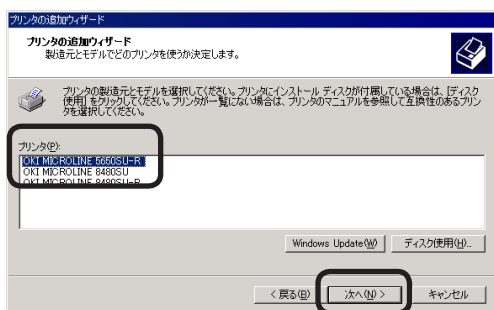 プリンタの追加ウィザード
プリンタの追加ウィザード
製造元とモデルでどのプリンタを使うか決定します。
プリンタの製造元とモデルを選択してください。プリンタにインストール ディスクが付属している場合は、[ディスク
使用] をクリックしてください。プリンタが一覧にない場合は、プリンタのマニュアルを参照して互換性のあるプリン
タを選択してください。
プリンタ(P):
OKI MICROLINE 5650SU-R
OKI MICROLINE 8480SU
OKI MICROLINE 8480SU-R
Windows Update(W)
ディスク使用(H)...
< 戻る(B)
次へ(N) >
キャンセル